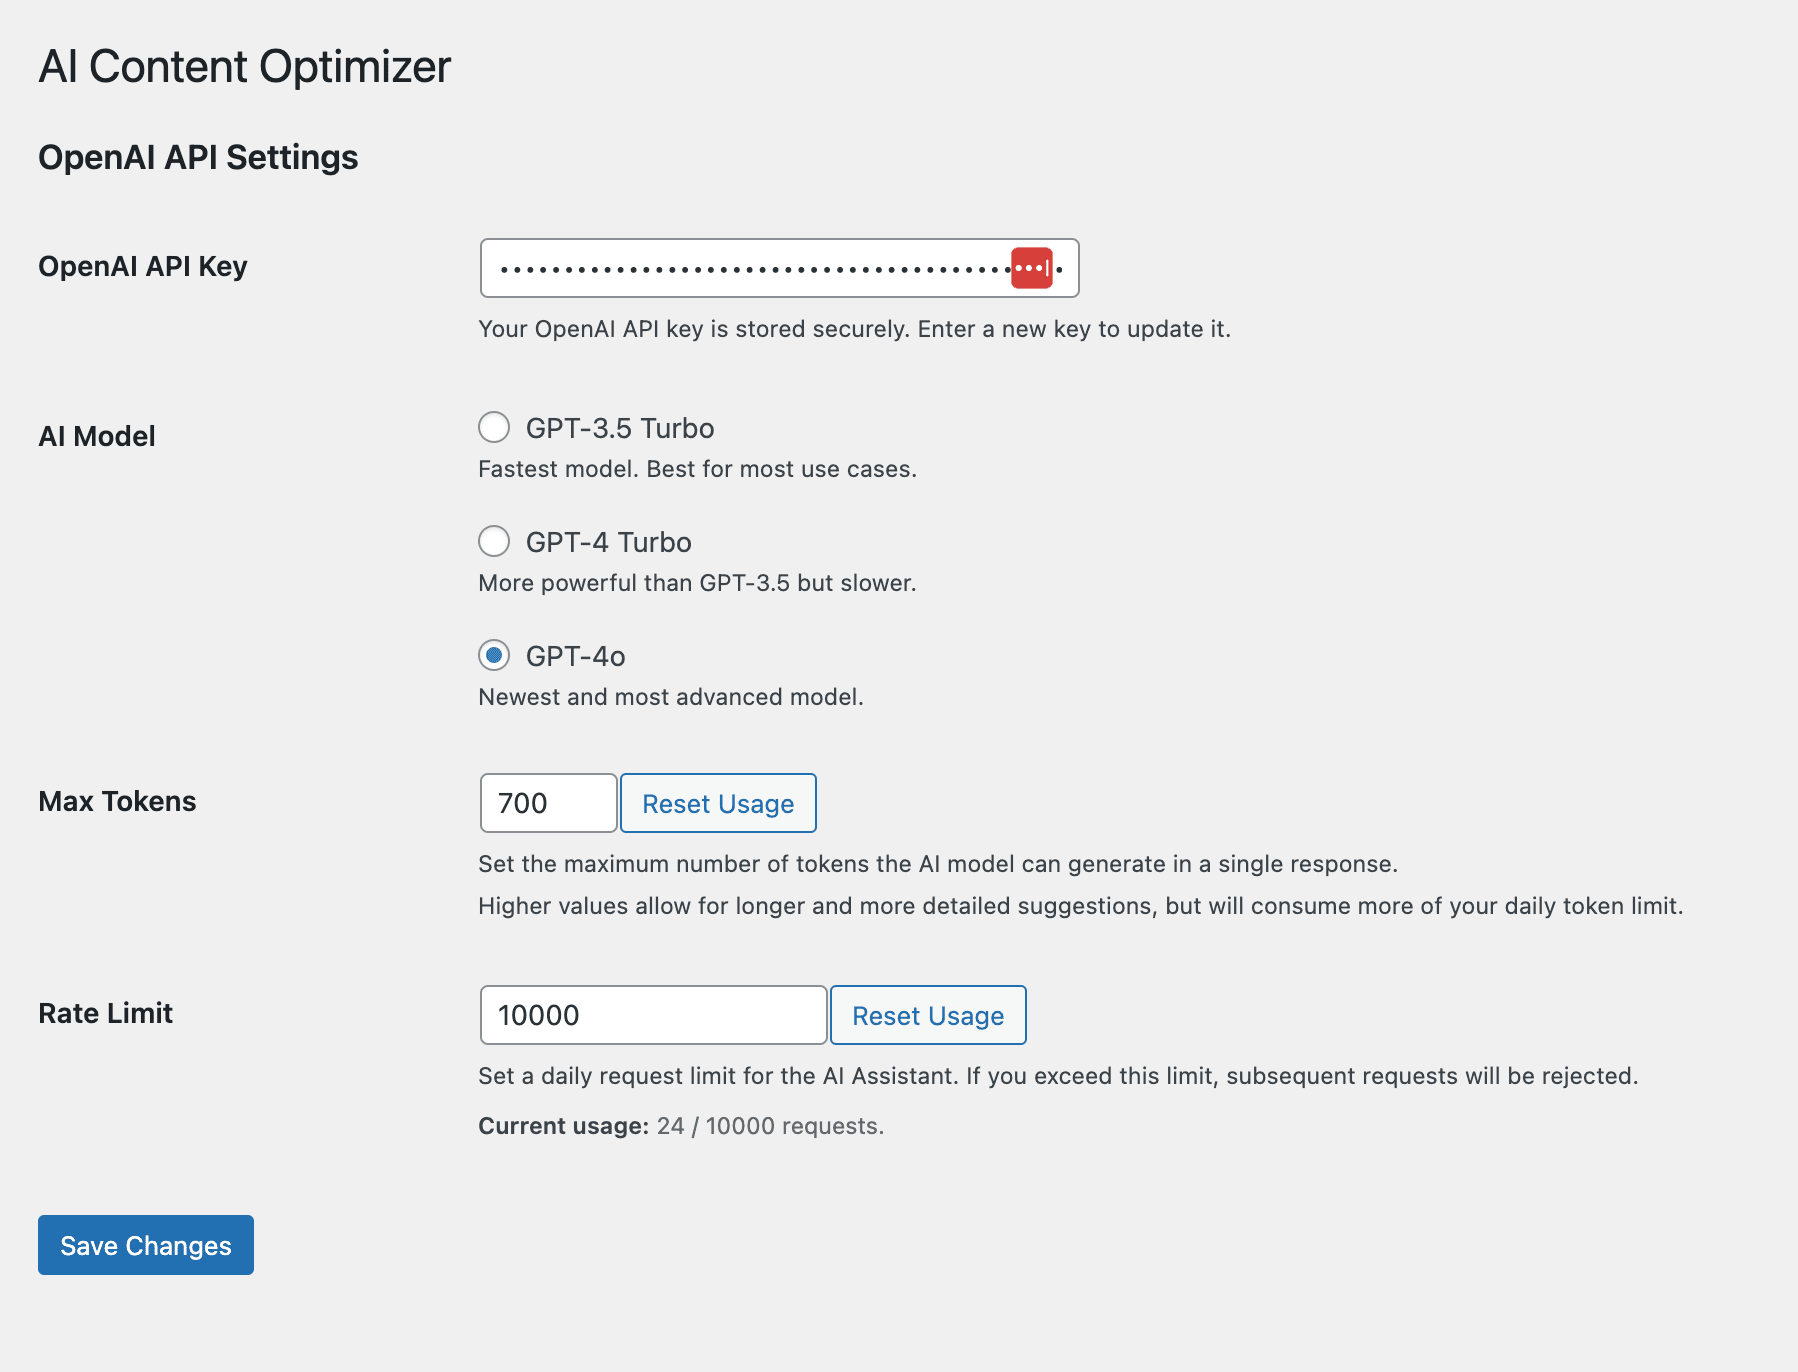 AI Content Optimizer
OpenAI API Settings
OpenAI API Key
Your OpenAI API key is stored securely. Enter a new key to update it.
AI Model
GPT-3.5 Turbo
Fastest model. Best for most use cases.
GPT-4 Turbo
More powerful than GPT-3.5 but slower.
GPT-4o
Newest and most advanced model.
Max Tokens
700
Reset Usage
Set the maximum number of tokens the AI model can generate in a single response.
Higher values allow for longer and more detailed suggestions, but will consume more of your daily token limit.
Rate Limit
10000
Reset Usage
Set a daily request limit for the AI Assistant. If you exceed this limit, subsequent requests will be rejected.
Current usage: 24 / 10000 requests.
Save Changes